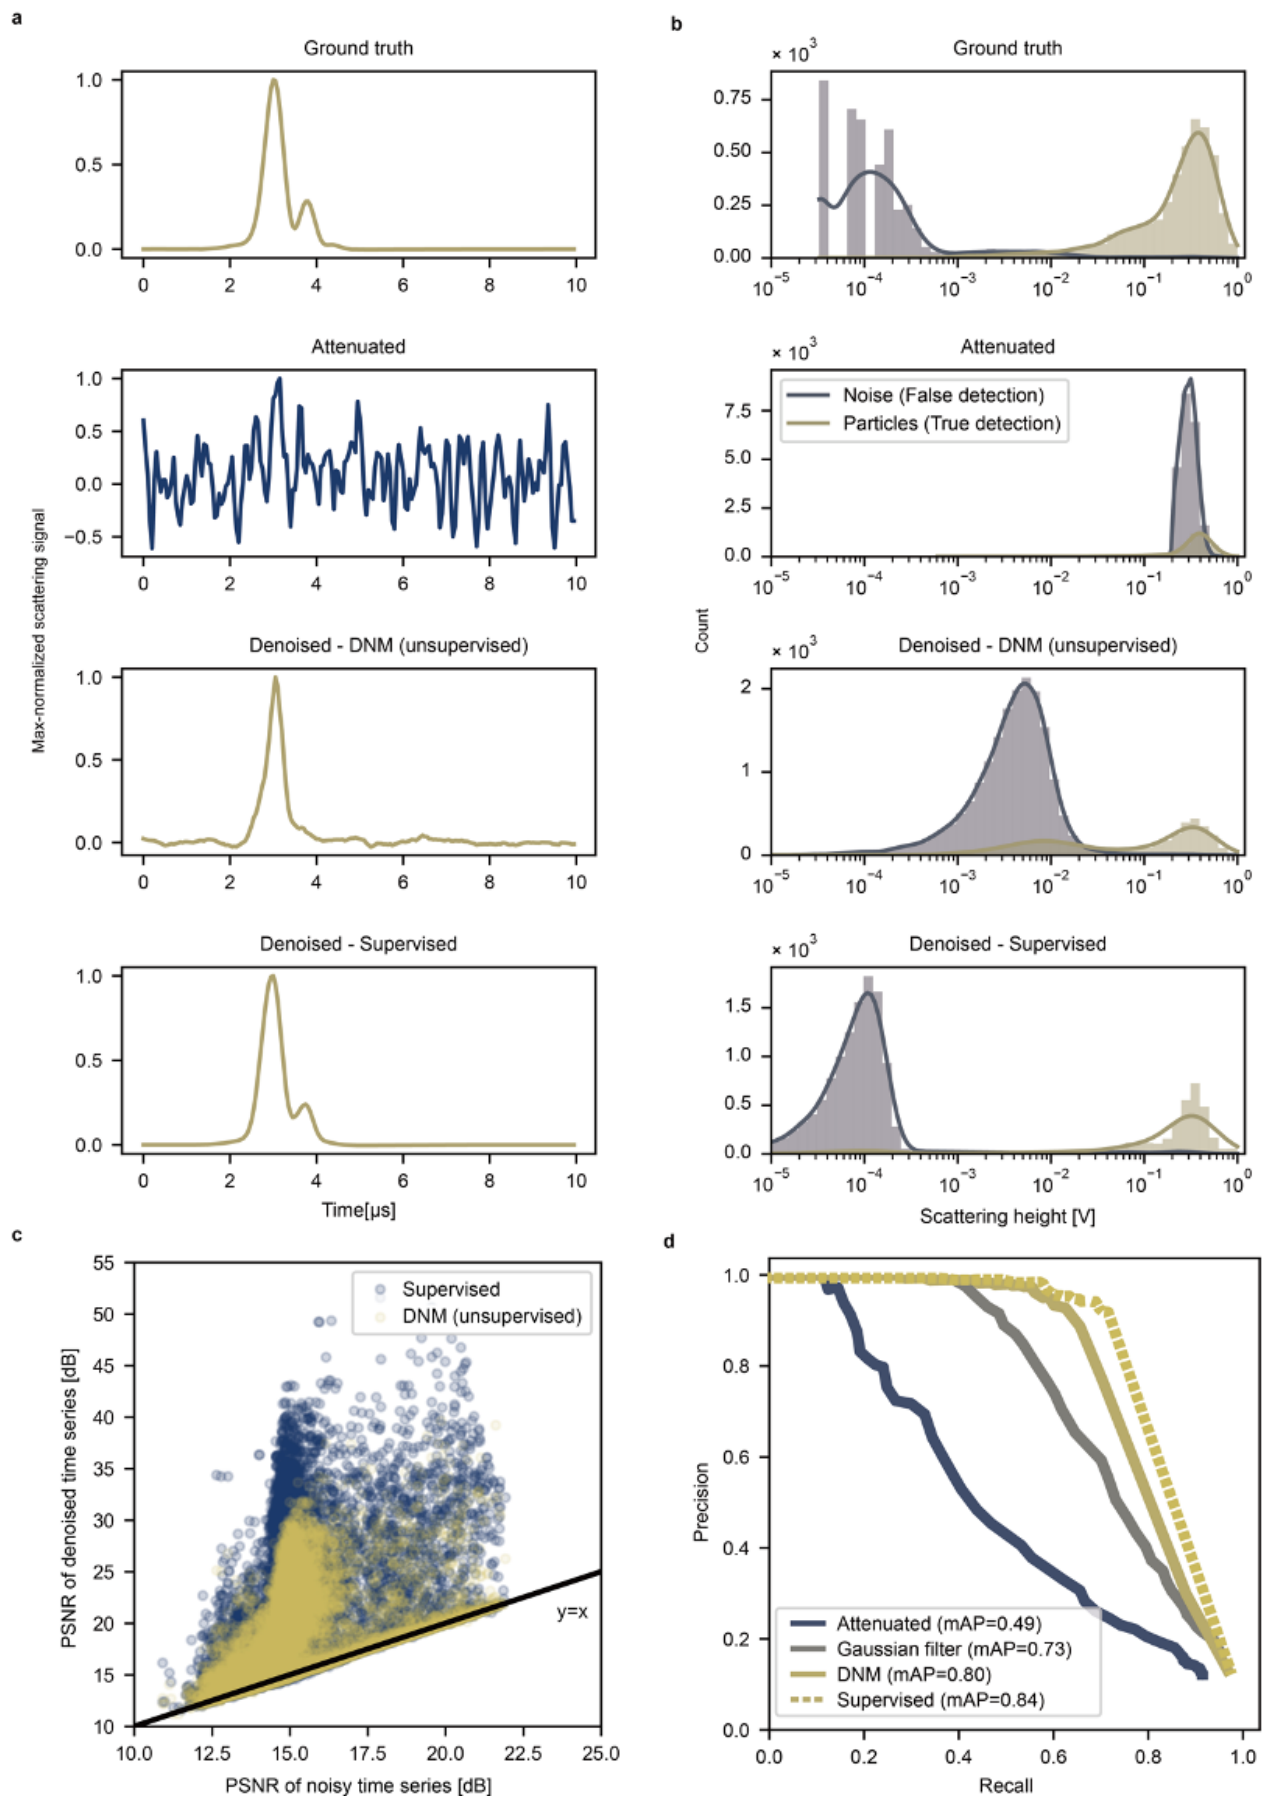 a
Ground truth
1.0
0.5
0.0
0 2 4 6 8 10
Attenuated
1.0
0.5
0.0
−0.5
0 2 4 6 8 10
Max-normalized scattering signal
Denoised - DNM (unsupervised)
1.0
0.5
0.0
0 2 4 6 8 10
Denoised - Supervised
1.0
0.5
0.0
0 2 4 6 8 10
Time[μs]
b
× 10³
Ground truth
0.75
0.50
0.25
0.00
10⁻⁵ 10⁻⁴ 10⁻³ 10⁻² 10⁻¹ 10⁰
× 10³
Attenuated
Noise (False detection)
Particles (True detection)
7.5
5.0
2.5
0.0
10⁻⁵ 10⁻⁴ 10⁻³ 10⁻² 10⁻¹ 10⁰
Count
× 10³
Denoised - DNM (unsupervised)
2
1
0
10⁻⁵ 10⁻⁴ 10⁻³ 10⁻² 10⁻¹ 10⁰
× 10³
Denoised - Supervised
1.5
1.0
0.5
0.0
10⁻⁵ 10⁻⁴ 10⁻³ 10⁻² 10⁻¹ 10⁰
Scattering height [V]
c
55
50
45
40
35
30
25
20
15
10
PSNR of denoised time series [dB]
Supervised
DNM (unsupervised)
y=x
10.0 12.5 15.0 17.5 20.0 22.5 25.0
PSNR of noisy time series [dB]
d
1.0
0.8
0.6
0.4
0.2
0.0
Precision
Attenuated (mAP=0.49)
Gaussian filter (mAP=0.73)
DNM (mAP=0.80)
Supervised (mAP=0.84)
0.0 0.2 0.4 0.6 0.8 1.0
Recall